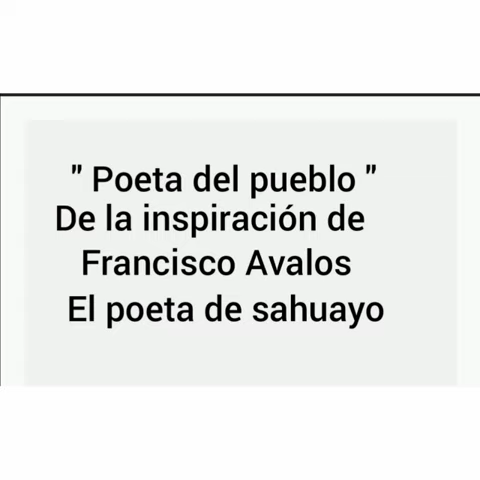 " Poeta del pueblo "
De la inspiración de
Francisco Avalos
El poeta de sahuayo